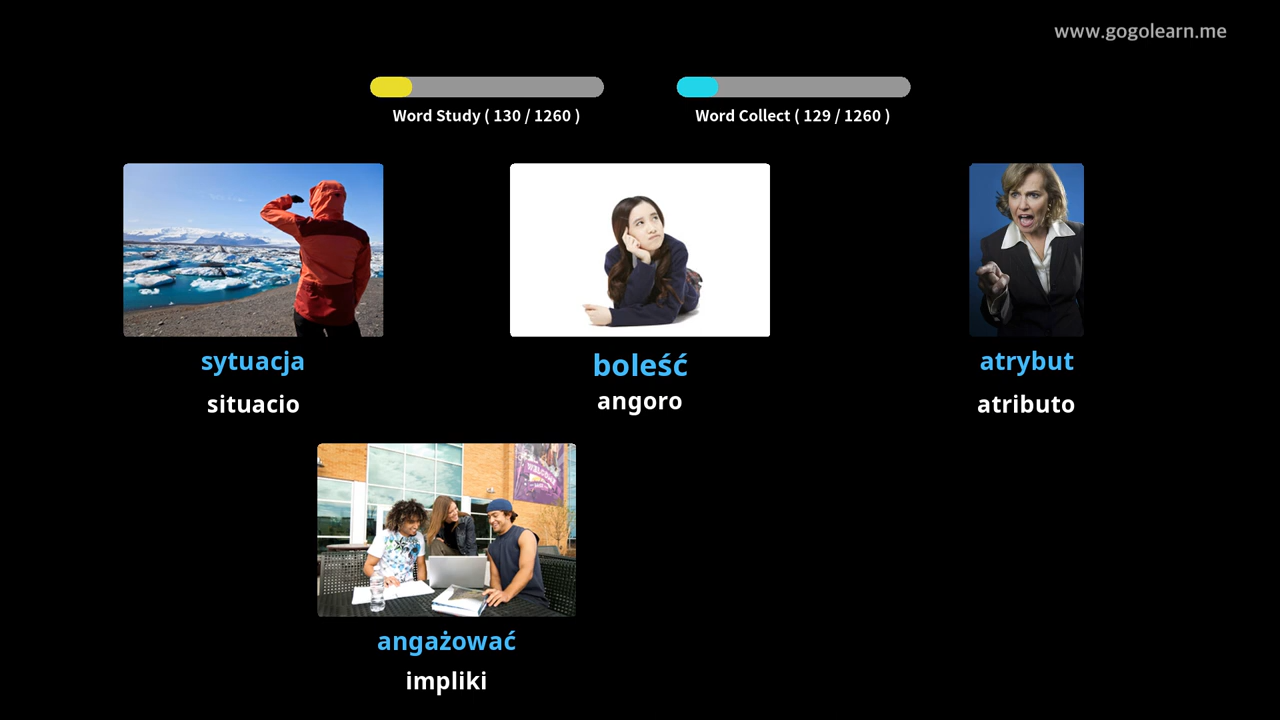 www.gogolearn.me
Word Study ( 130 / 1260 )
Word Collect ( 129 / 1260 )
sytuacja
situacio
boleść
angoro
atrybut
atributo
WELCOME
angażować
impliki